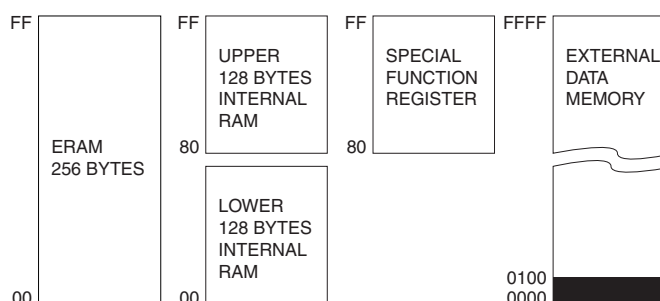 FF
ERAM
256 BYTES
00
FF
UPPER
128 BYTES
INTERNAL
RAM
80
LOWER
128 BYTES
INTERNAL
RAM
00
FF
SPECIAL
FUNCTION
REGISTER
80
FFFF
EXTERNAL
DATA
MEMORY
0100
0000